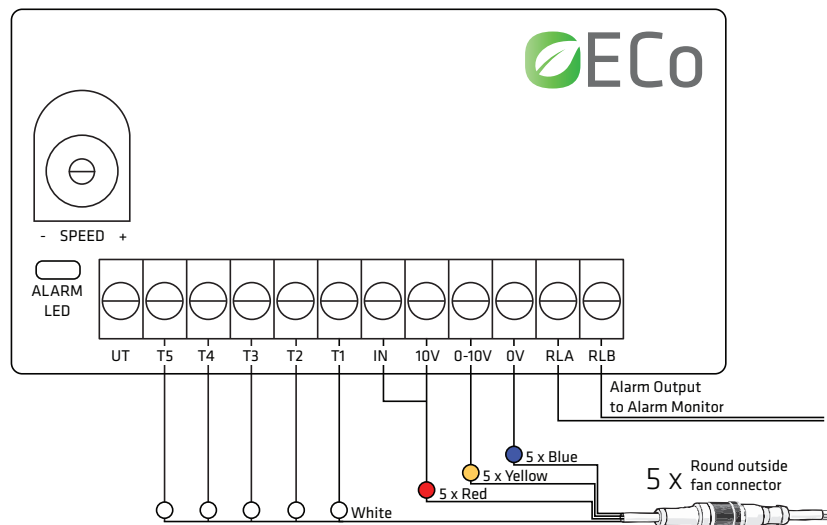 ECo
- SPEED +
ALARM
LED
UT T5 T4 T3 T2 T1 IN 10V 0-10V 0V RLA RLB
Alarm Output
to Alarm Monitor
5 x Blue
5 x Yellow
5 x Red
White
5 x Round outside
fan connector